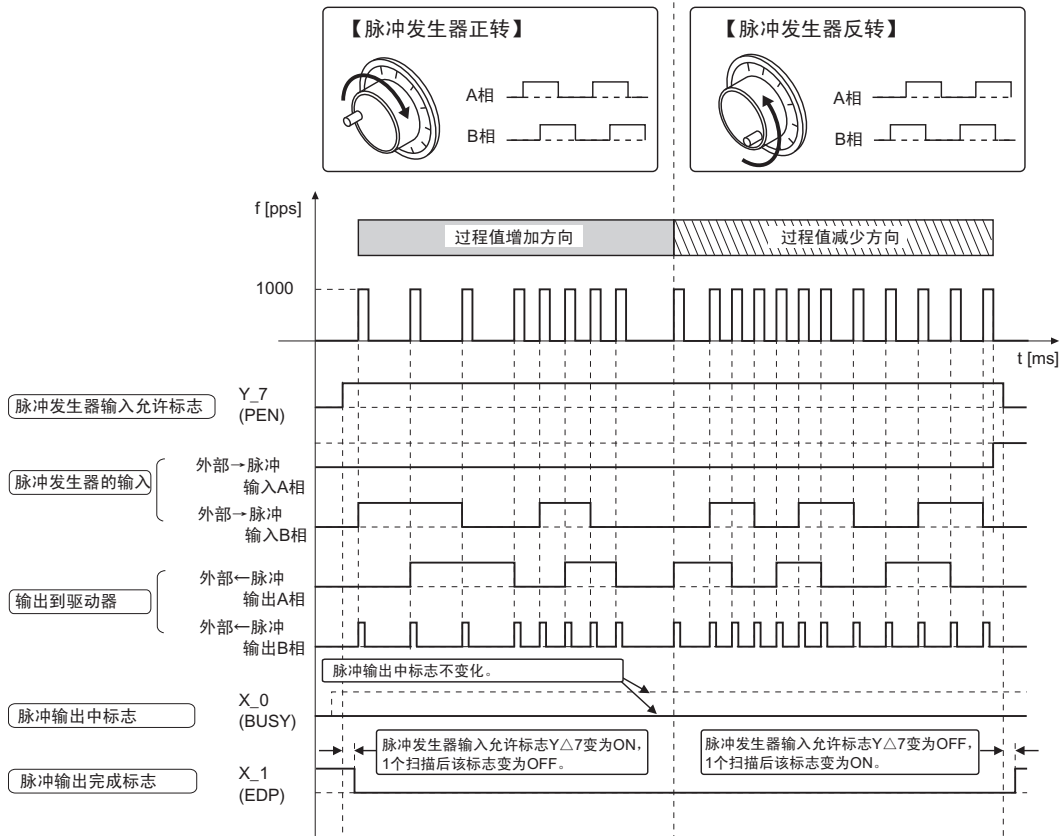 【脉冲发生器正转】
A相
B相
【脉冲发生器反转】
A相
B相
f [pps]
过程值增加方向
过程值减少方向
1000
t [ms]
脉冲发生器输入允许标志
Y_7
(PEN)
脉冲发生器的输入
外部→脉冲
输入A相
外部→脉冲
输入B相
输出到驱动器
外部←脉冲
输出A相
外部←脉冲
输出B相
脉冲输出中标志不变化。
脉冲输出中标志
X_0
(BUSY)
脉冲发生器输入允许标志Y△7变为ON，
1个扫描后该标志变为OFF。
脉冲发生器输入允许标志Y△7变为OFF，
1个扫描后该标志变为ON。
脉冲输出完成标志
X_1
(EDP)